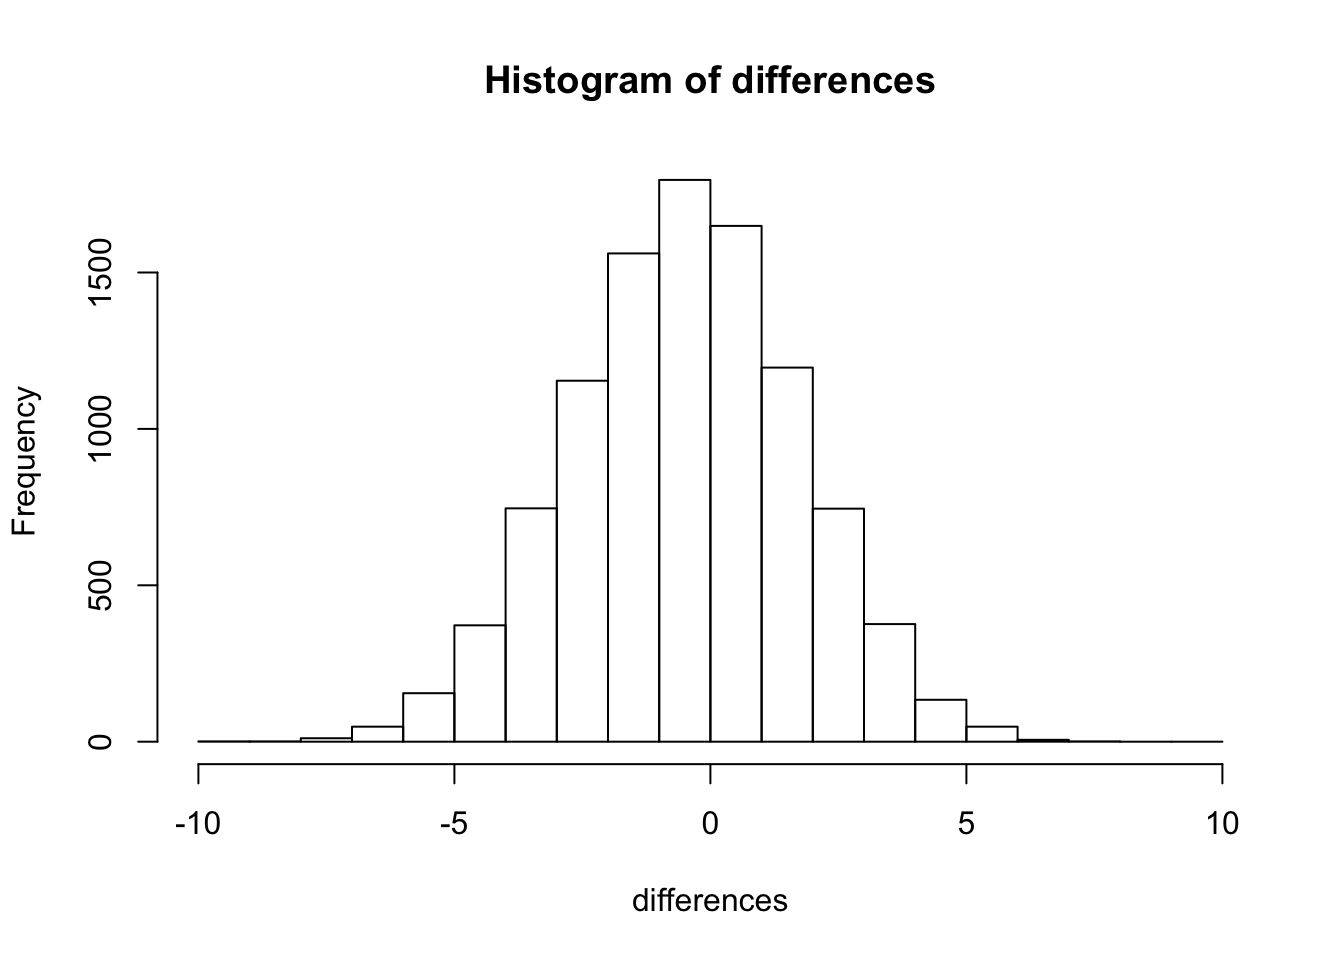 Histogram of differences
Frequency
1500
1000
500
0
-10 -5 0 5 10
differences